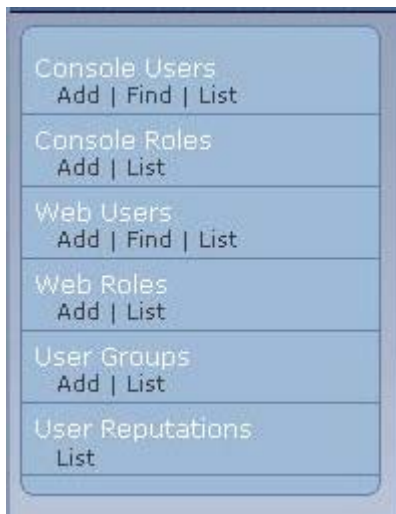 Console Users
Add | Find | List
Console Roles
Add | List
Web Users
Add | Find | List
Web Roles
Add | List
User Groups
Add | List
User Reputations
List